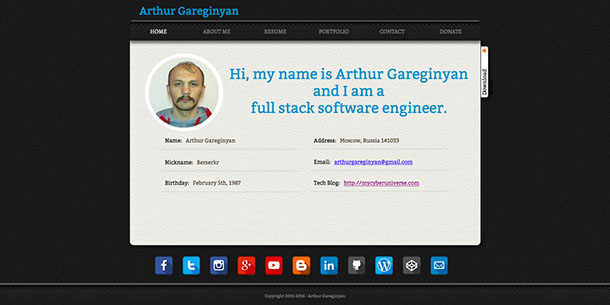 Arthur Gareginyan
HOME ABOUT ME RESUME PORTFOLIO CONTACT DONATE
Download
Hi, my name is Arthur Gareginyan
and I am a
full stack software engineer.
Name: Arthur Gareginyan
Address: Moscow, Russia 141033
Nickname: Berserkr
Email: arthurgareginyan@gmail.com
Birthday: February 5th, 1987
Tech Blog: http://mycyberuniverse.com
Copyright 2013-2016 - Arthur Gareginyan